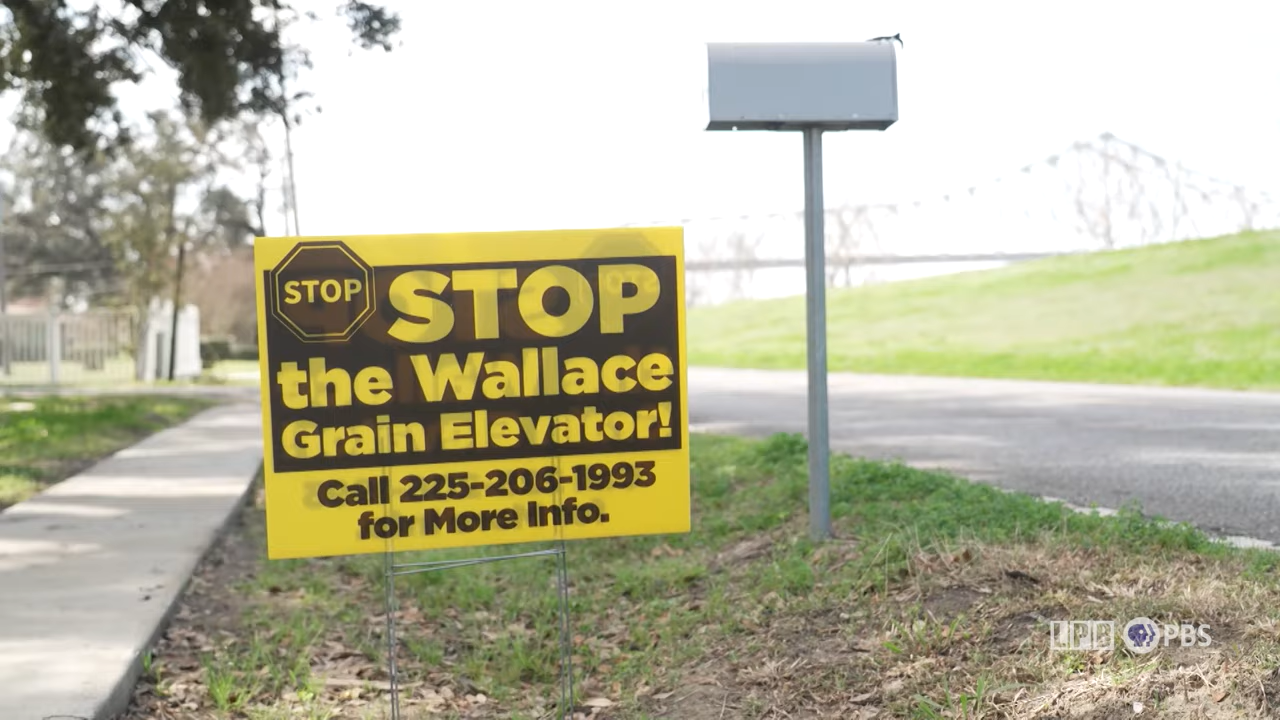 STOP
STOP
the Wallace
Grain Elevator!
Call 225-206-1993
for More Info.
LPB PBS